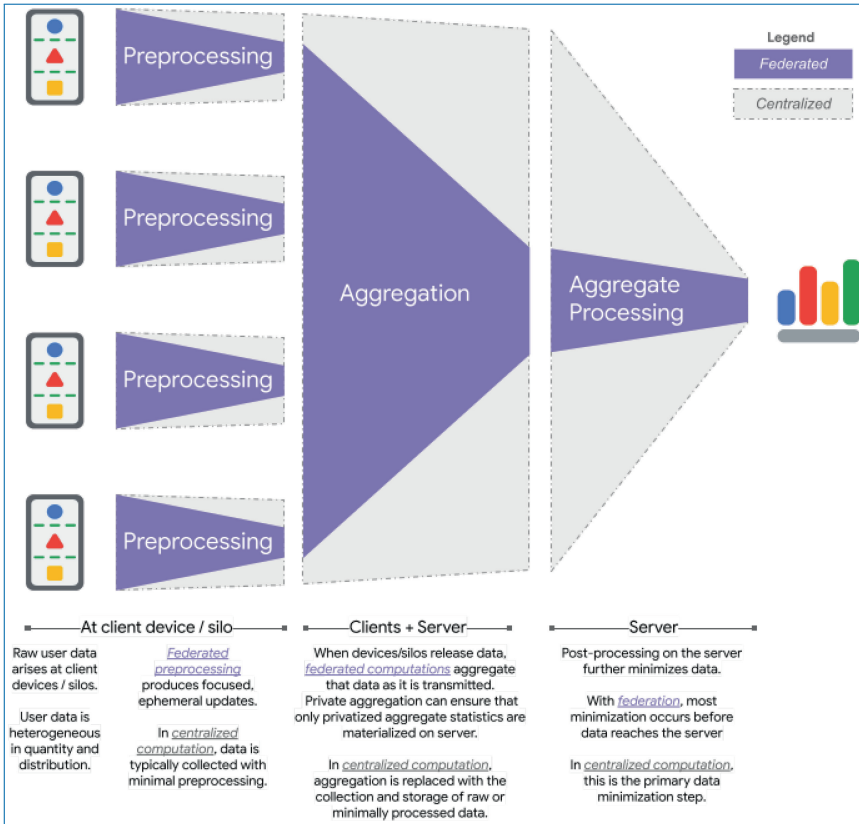 Legend
Federated
Centralized
Preprocessing
Preprocessing
Preprocessing
Preprocessing
Aggregation
Aggregate
Processing
At client device / silo
Raw user data
arises at client
devices / silos.
User data is
heterogeneous
in quantity and
distribution.
Federated
preprocessing
produces focused,
ephemeral updates.
In centralized
computation, data is
typically collected with
minimal preprocessing.
Clients + Server
When devices/silos release data,
federated computations aggregate
that data as it is transmitted.
Private aggregation can ensure that
only privatized aggregate statistics are
materialized on server.
In centralized computation,
aggregation is replaced with the
collection and storage of raw or
minimally processed data.
Server
Post-processing on the server
further minimizes data.
With federation, most
minimization occurs before
data reaches the server
In centralized computation,
this is the primary data
minimization step.